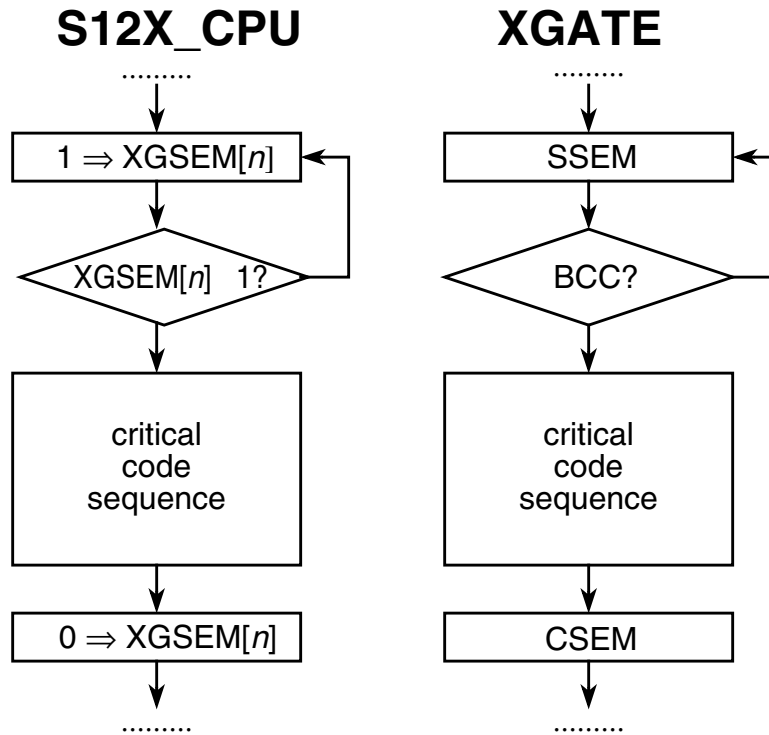 S12X_CPU
.........
1 ⇒ XGSEM[n]
XGSEM[n] 1?
critical
code
sequence
0 ⇒ XGSEM[n]
.........
XGATE
.........
SSEM
BCC?
critical
code
sequence
CSEM
.........